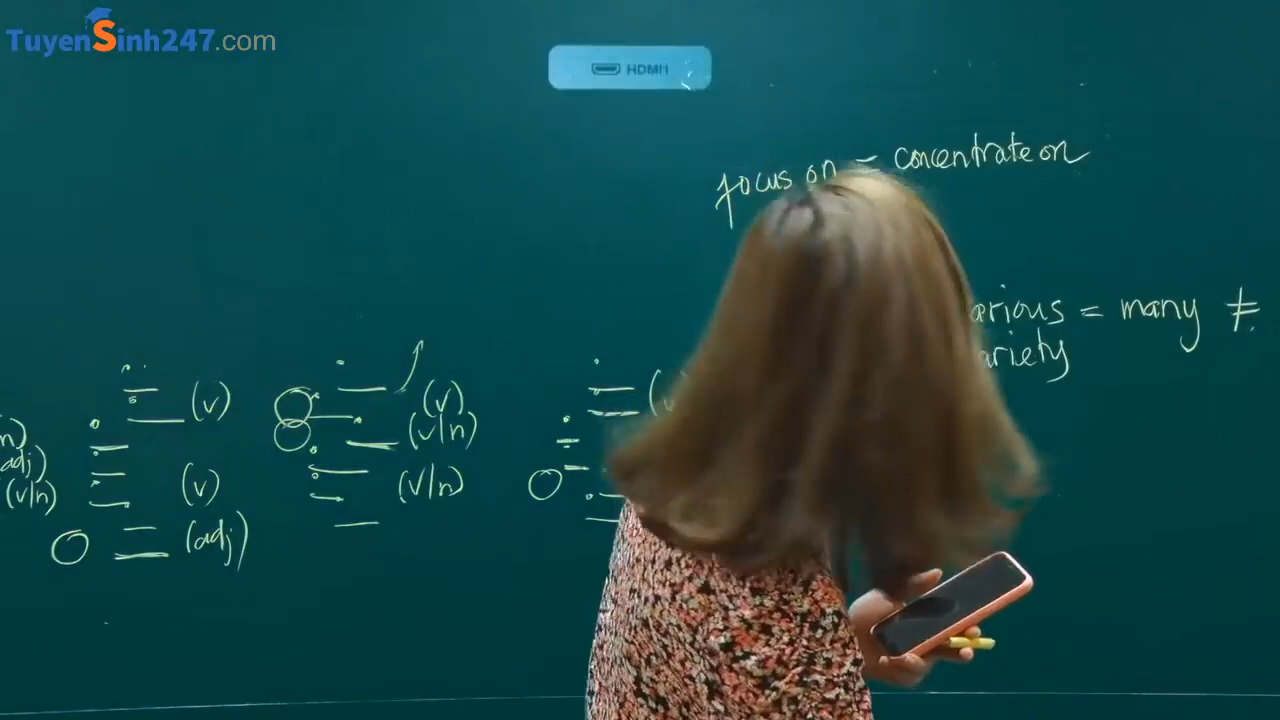 TuyenSinh247.com
HDMI1
focus on = concentrate on
arious = many ≠
ariety
(v)
(v)
n)
(v/n)
adj)
(v/n)
(v)
(v/n)
(adj)